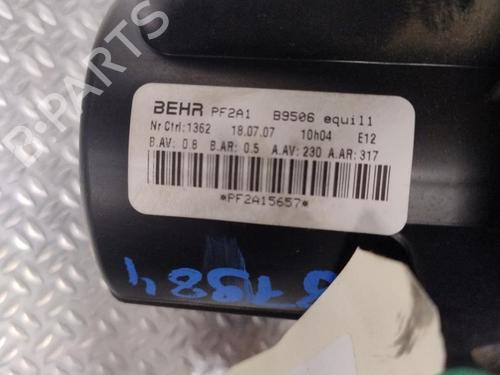 B-PARTS
BEHR PF2A1 B9506 equil1
Nr Ctrl:1362 18.07.07 10h04 E12
B.AV: 0.8 B.AR: 0.5 A.AV: 230 A.AR: 317
*PF2A15657*